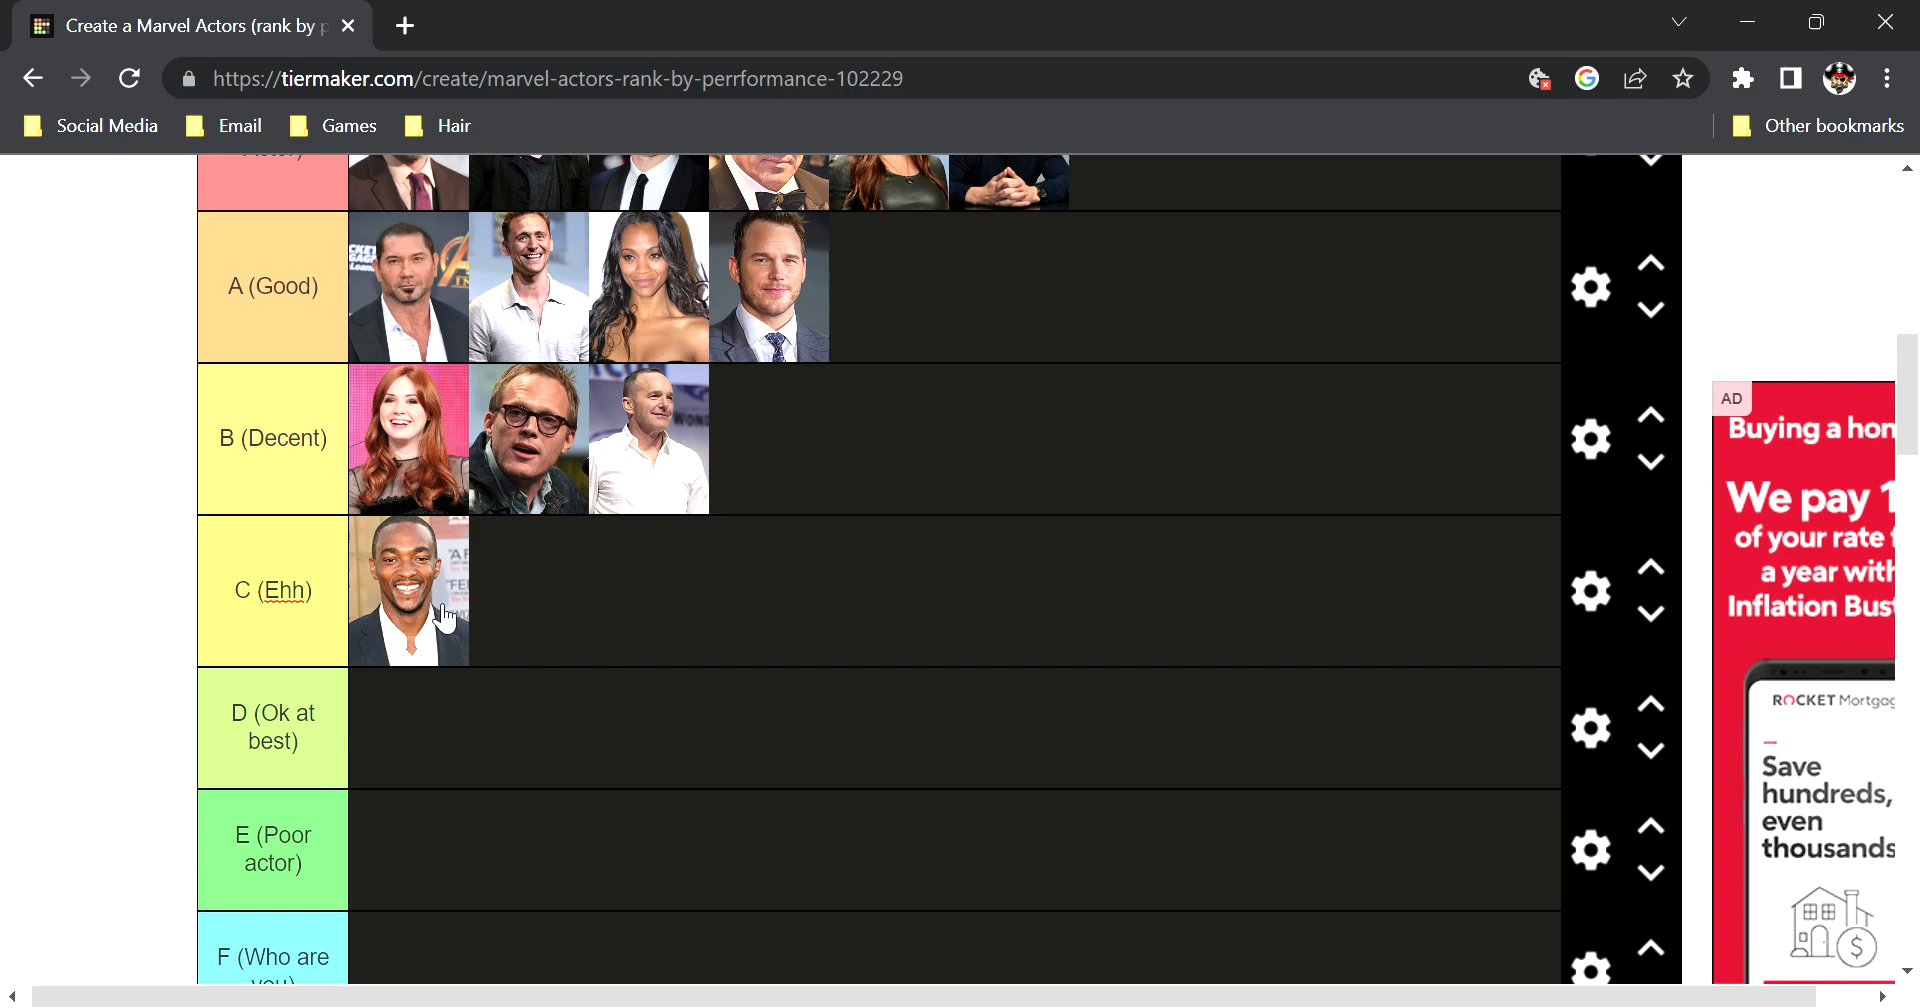 Create a Marvel Actors (rank by p
https://tiermaker.com/create/marvel-actors-rank-by-perrformance-102229
Social Media
Email
Games
Hair
Other bookmarks
A (Good)
B (Decent)
C (Ehh)
D (Ok at
best)
E (Poor
actor)
F (Who are
AD
Buying a hom
We pay 1
of your rate
a year with
Inflation Bus
ROCKET Mortgag
Save
hundreds,
even
thousands